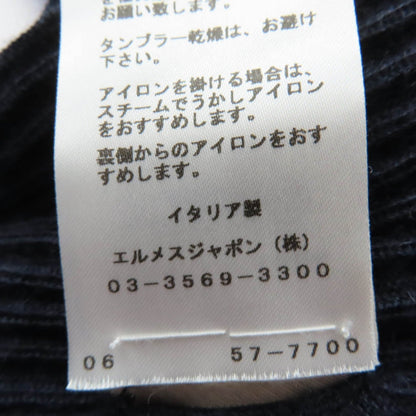 お願い致します。
タンブラー乾燥は、お避け
下さい。
アイロンを掛ける場合は、
スチームでうかしアイロン
をおすすめします。
裏側からのアイロンをおす
すめします。
イタリア製
エルメスジャポン（株）
03-3569-3300
06 57-7700